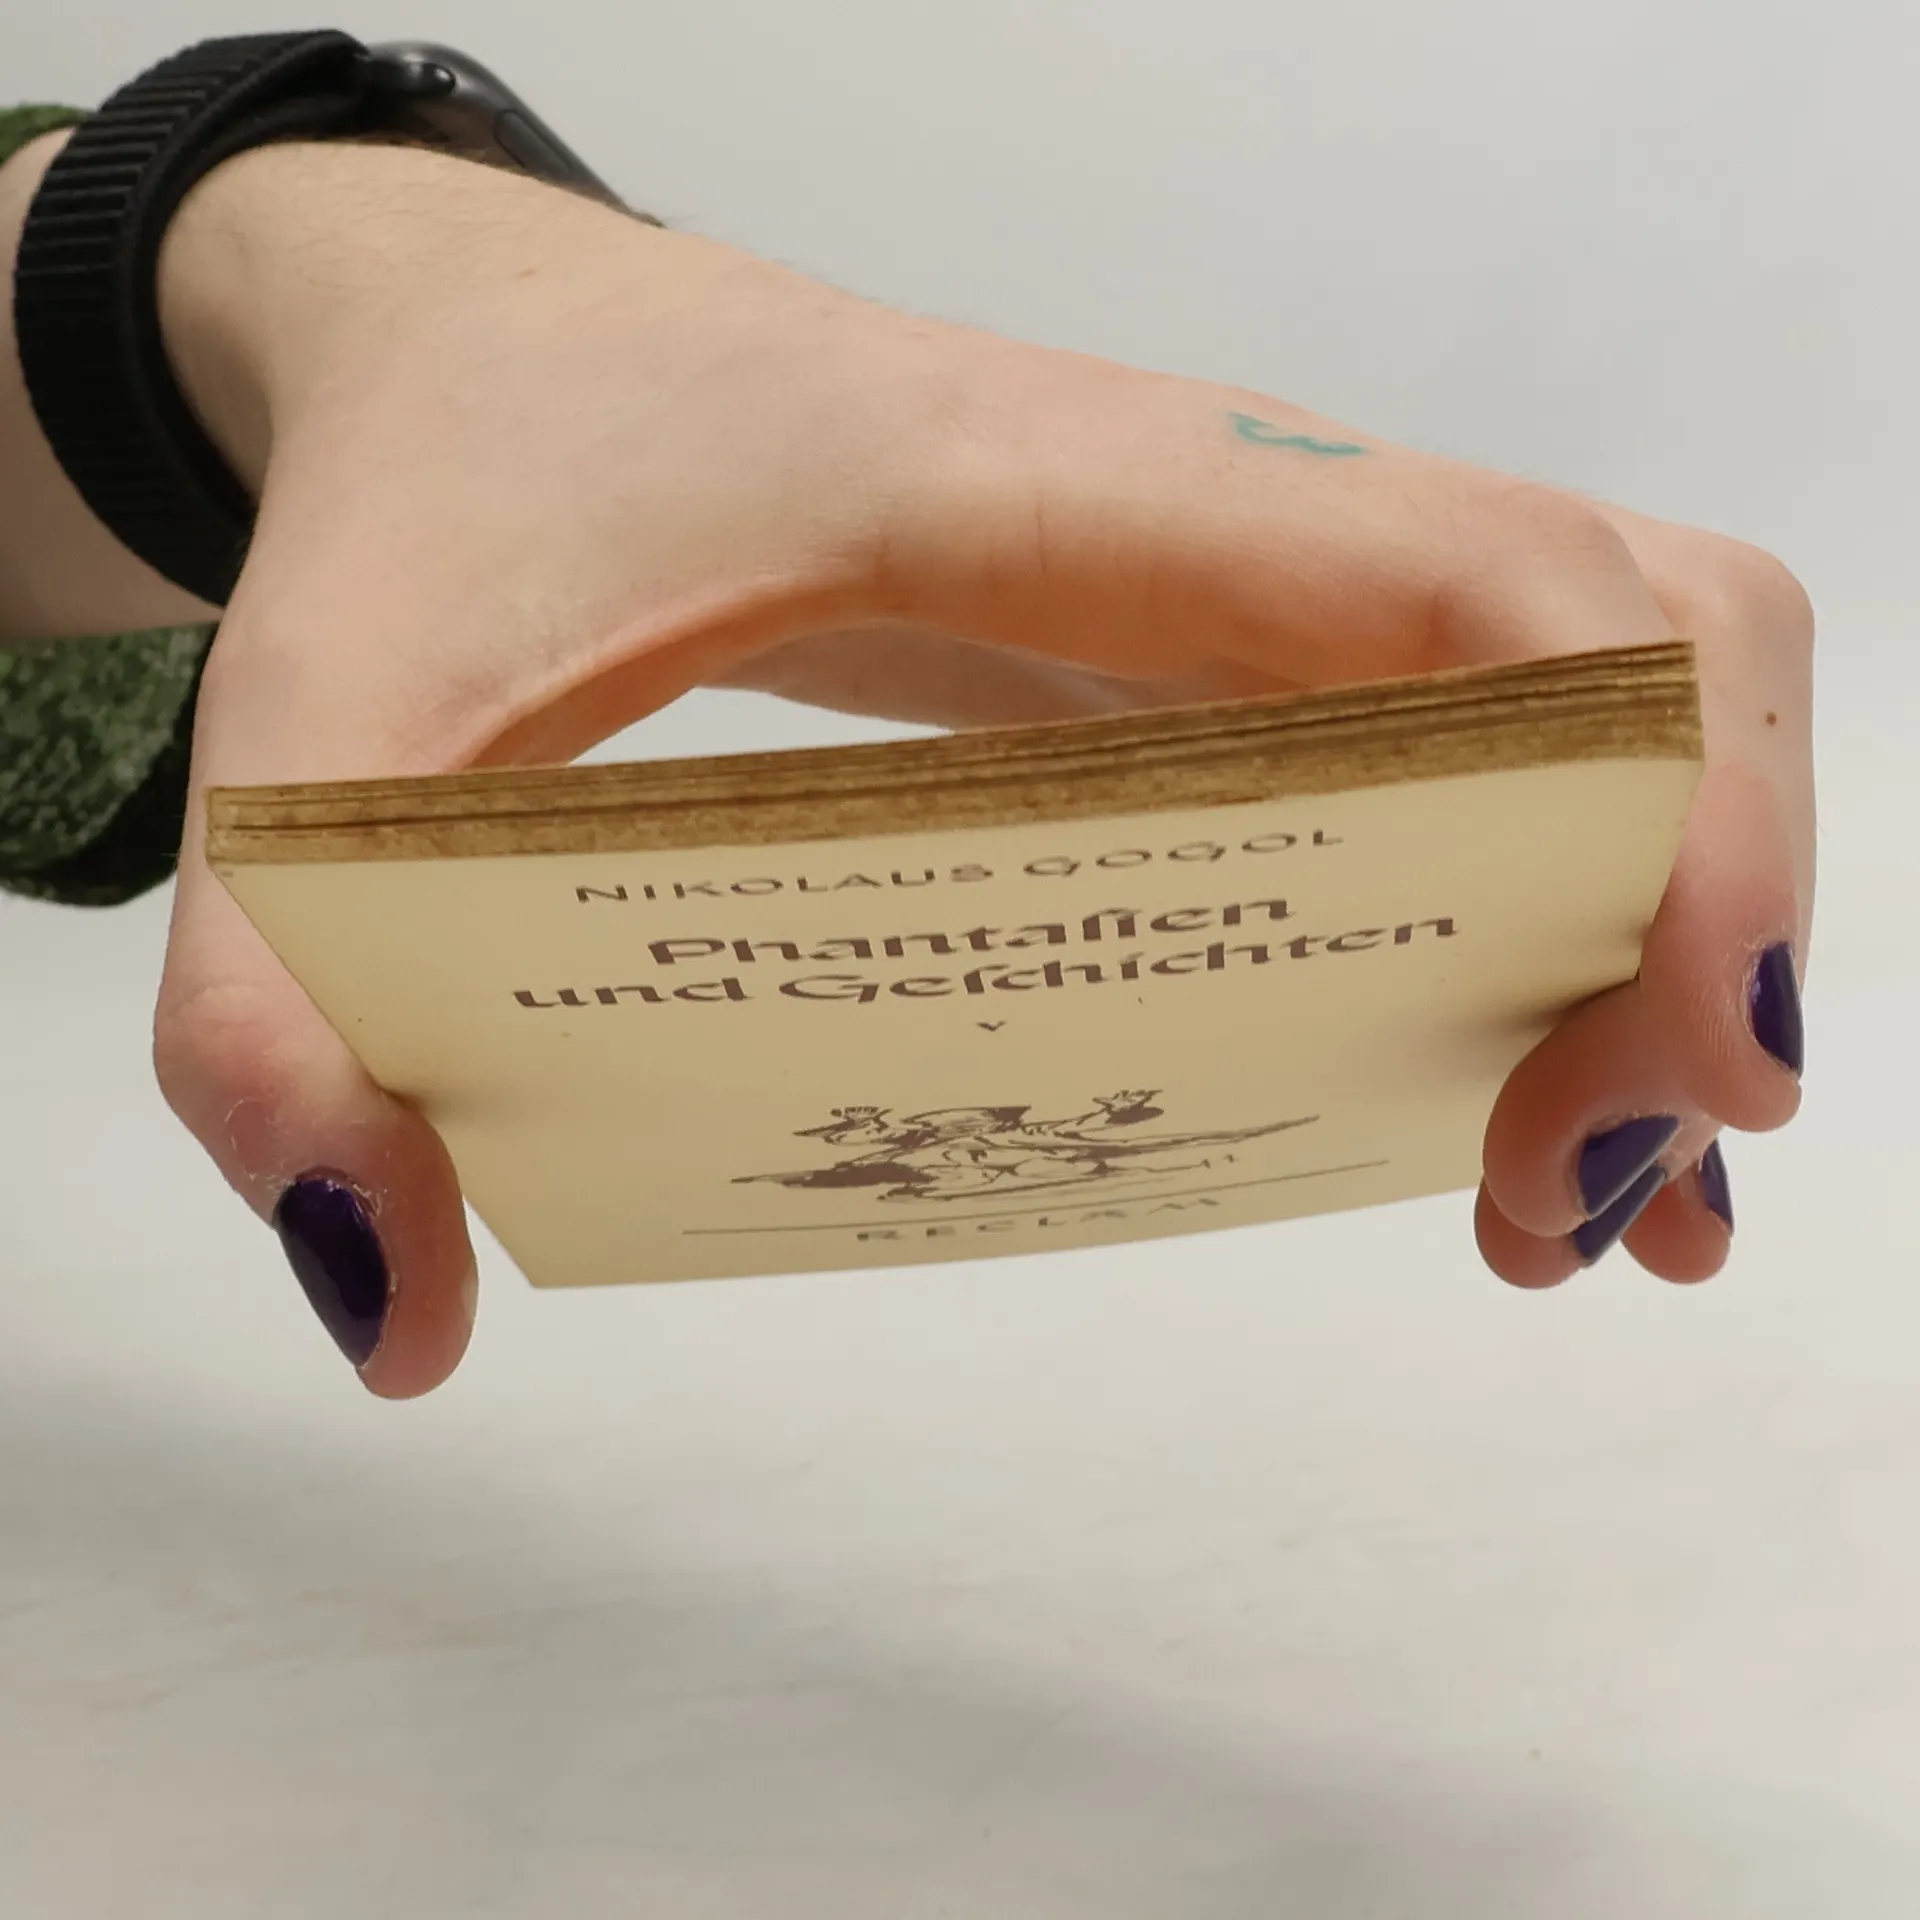 NIKOLAUS GOGOL
Phantaſien
und Geſchichten
V
RECLAM